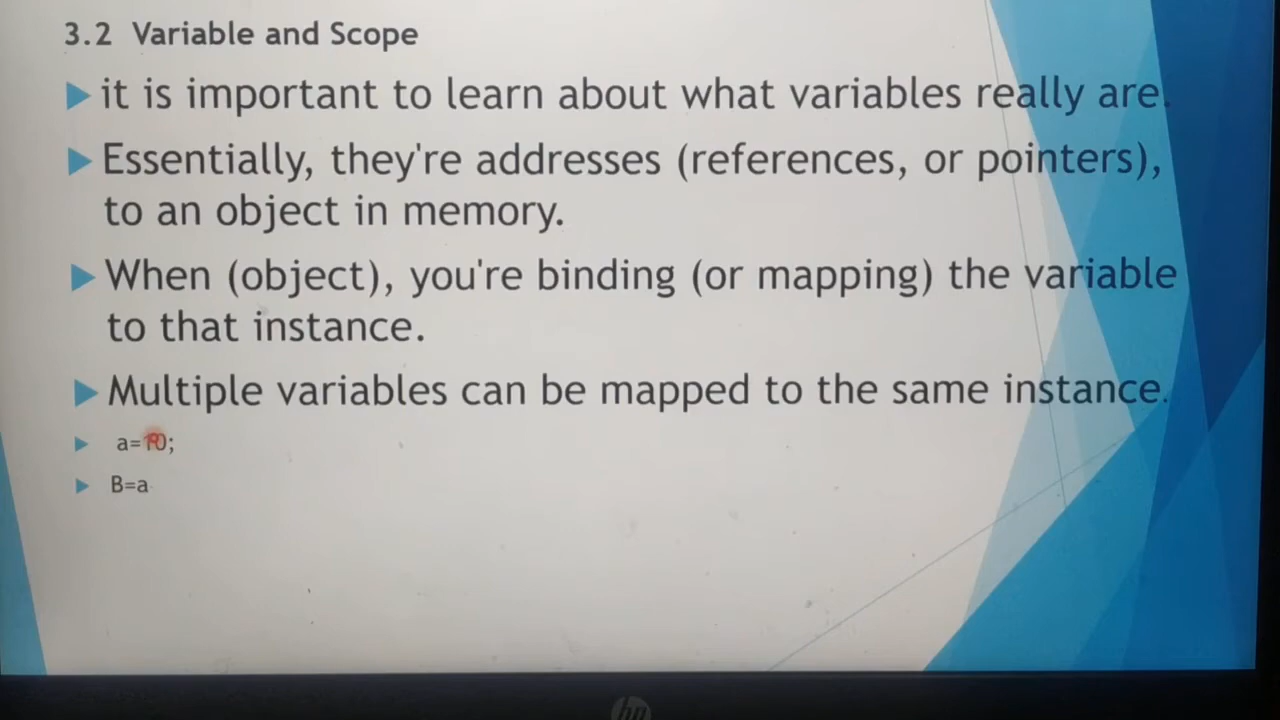 3.2 Variable and Scope
it is important to learn about what variables really are.
Essentially, they're addresses (references, or pointers),
to an object in memory.
When (object), you're binding (or mapping) the variable
to that instance.
Multiple variables can be mapped to the same instance.
a=10;
B=a
hp